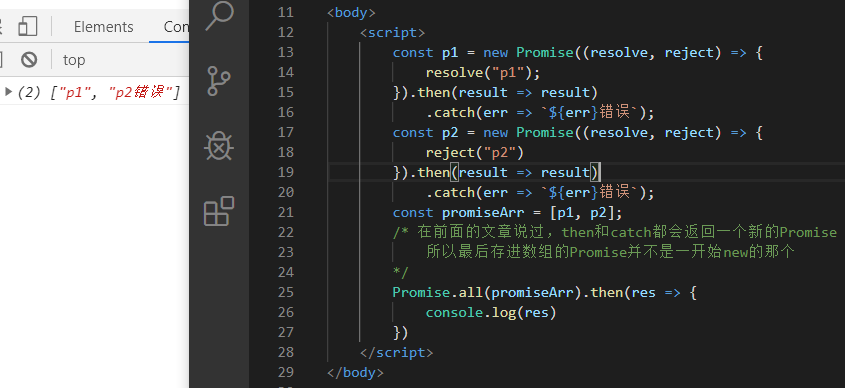 Elements Con
top
(2) ["p1", "p2错误"]
11 <body>
12 <script>
13 const p1 = new Promise((resolve, reject) => {
14 resolve("p1");
15 }).then(result => result)
16 .catch(err => `${err}错误`);
17 const p2 = new Promise((resolve, reject) => {
18 reject("p2")
19 }).then(result => result)
20 .catch(err => `${err}错误`);
21 const promiseArr = [p1, p2];
22 /* 在前面的文章说过，then和catch都会返回一个新的Promise
23 所以最后存进数组的Promise并不是一开始new的那个
24 */
25 Promise.all(promiseArr).then(res => {
26 console.log(res)
27 })
28 </script>
29 </body>